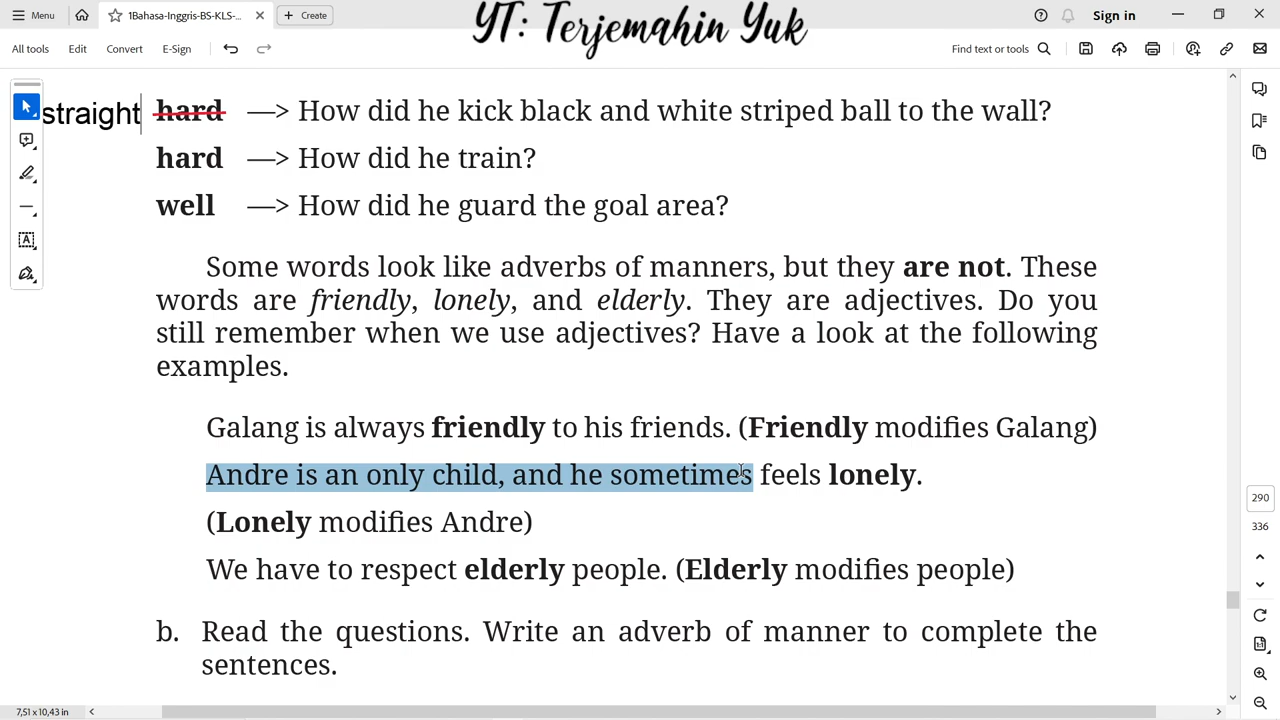 Menu
1Bahasa-Inggris-BS-KLS-...
Create
YT: Terjemahin Yuk
Sign in
All tools Edit Convert E-Sign
Find text or tools
straight hard —> How did he kick black and white striped ball to the wall?
hard —> How did he train?
well —> How did he guard the goal area?
Some words look like adverbs of manners, but they are not. These
words are friendly, lonely, and elderly. They are adjectives. Do you
still remember when we use adjectives? Have a look at the following
examples.
Galang is always friendly to his friends. (Friendly modifies Galang)
Andre is an only child, and he sometimes feels lonely.
(Lonely modifies Andre)
We have to respect elderly people. (Elderly modifies people)
b. Read the questions. Write an adverb of manner to complete the
sentences.
290
336
7,51 x 10,43 in